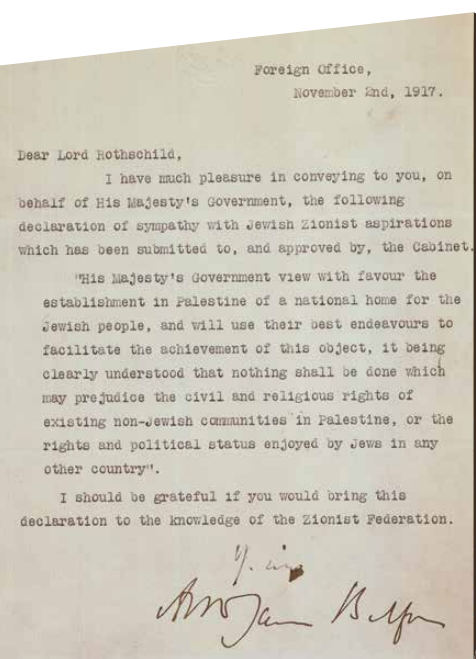 Foreign Office,
November 2nd, 1917.
Dear Lord Rothschild,
I have much pleasure in conveying to you, on
behalf of His Majesty's Government, the following
declaration of sympathy with Jewish Zionist aspirations
which has been submitted to, and approved by, the Cabinet.
"His Majesty's Government view with favour the
establishment in Palestine of a national home for the
Jewish people, and will use their best endeavours to
facilitate the achievement of this object, it being
clearly understood that nothing shall be done which
may prejudice the civil and religious rights of
existing non-Jewish communities in Palestine, or the
rights and political status enjoyed by Jews in any
other country".
I should be grateful if you would bring this
declaration to the knowledge of the Zionist Federation.